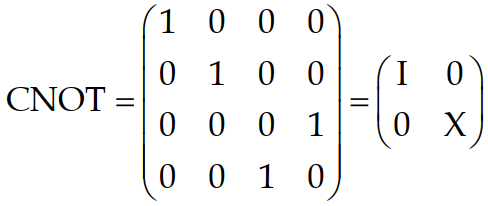 CNOT = ( 1 0 0 0
0 1 0 0
0 0 0 1
0 0 1 0 ) = ( I 0
0 X )